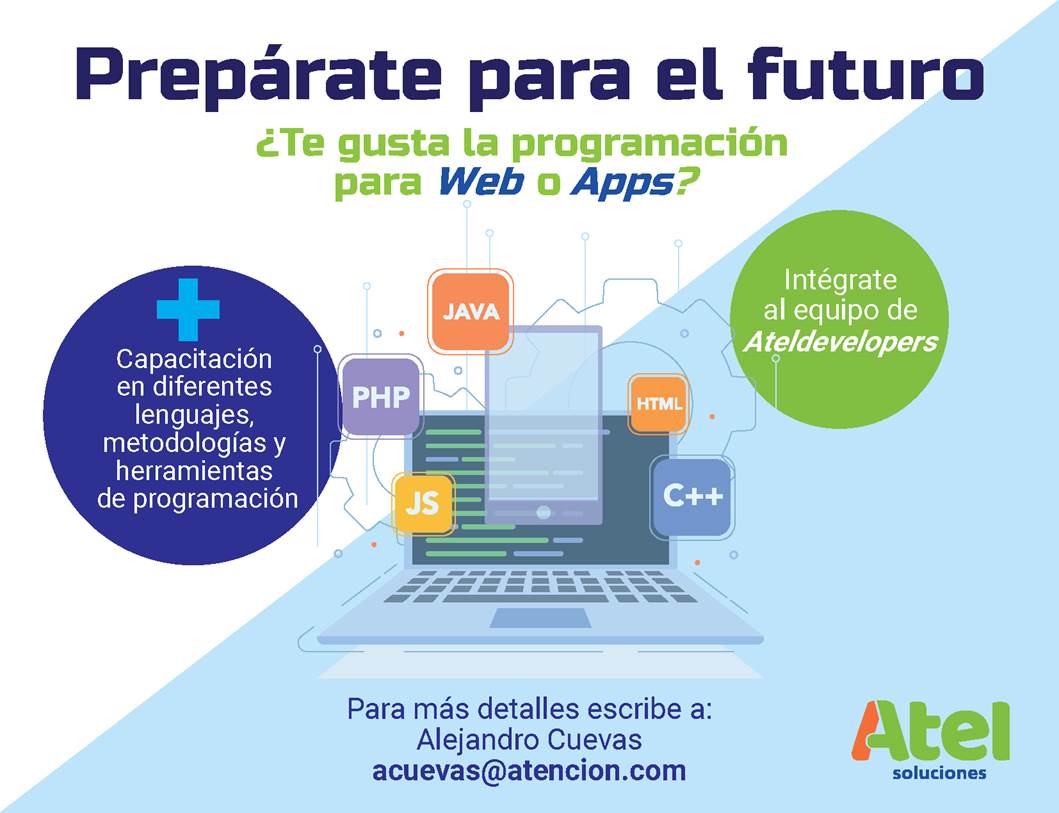 Prepárate para el futuro
¿Te gusta la programación
para Web o Apps?
Capacitación
en diferentes
lenguajes,
metodologías y
herramientas
de programación
JAVA
PHP
HTML
JS
C++
Intégrate
al equipo de
Ateldevelopers
Para más detalles escribe a:
Alejandro Cuevas
acuevas@atencion.com
Atel
soluciones